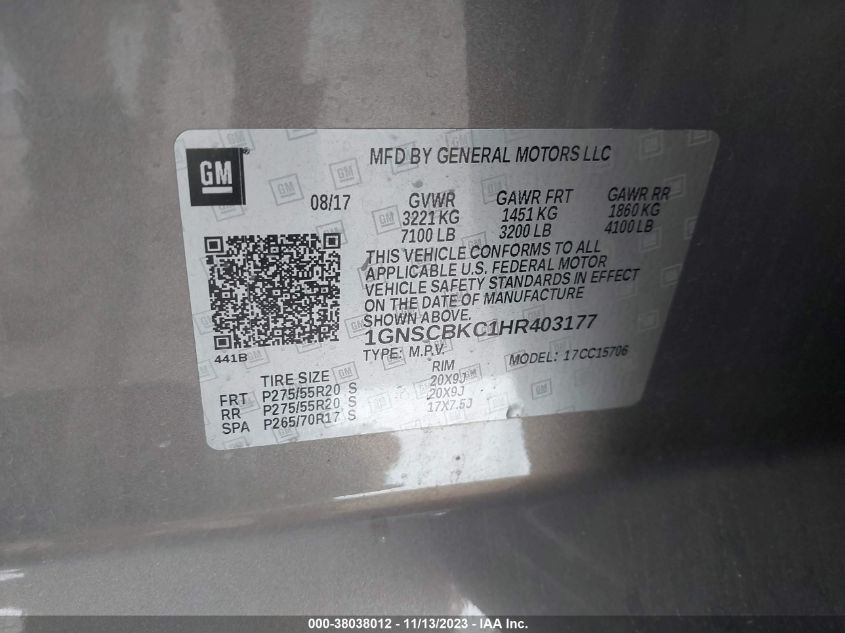 GM
MFD BY GENERAL MOTORS LLC
08/17 GVWR GAWR FRT GAWR RR
3221 KG 1451 KG 1860 KG
7100 LB 3200 LB 4100 LB
THIS VEHICLE CONFORMS TO ALL
APPLICABLE U.S. FEDERAL MOTOR
VEHICLE SAFETY STANDARDS IN EFFECT
ON THE DATE OF MANUFACTURE
SHOWN ABOVE.
1GNSCBKC1HR403177
441B
TYPE: M.P.V. MODEL: 17CC15706
TIRE SIZE RIM
FRT P275/55R20 S 20X9J
RR P275/55R20 S 20X9J
SPA P265/70R17 S 17X7.5J
000-38038012 - 11/13/2023 - IAA Inc.